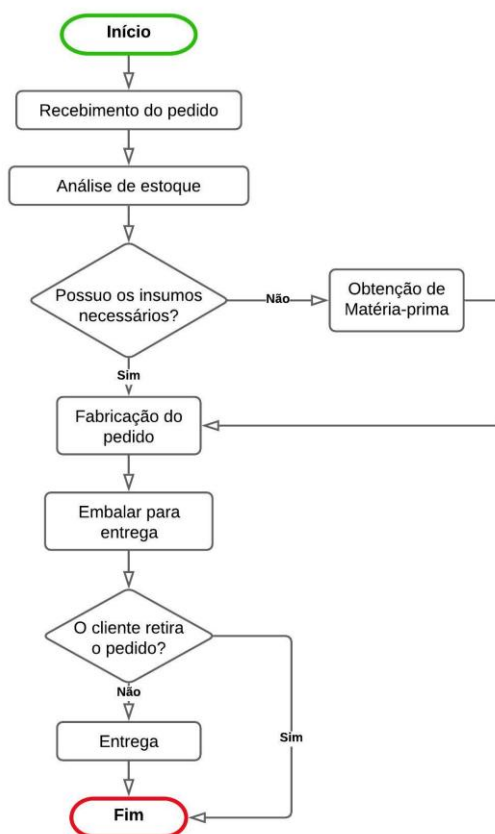 Início
Recebimento do pedido
Análise de estoque
Possuo os insumos
necessários?
Não
Obtenção de
Matéria-prima
Sim
Fabricação do
pedido
Embalar para
entrega
O cliente retira
o pedido?
Não
Entrega
Sim
Fim